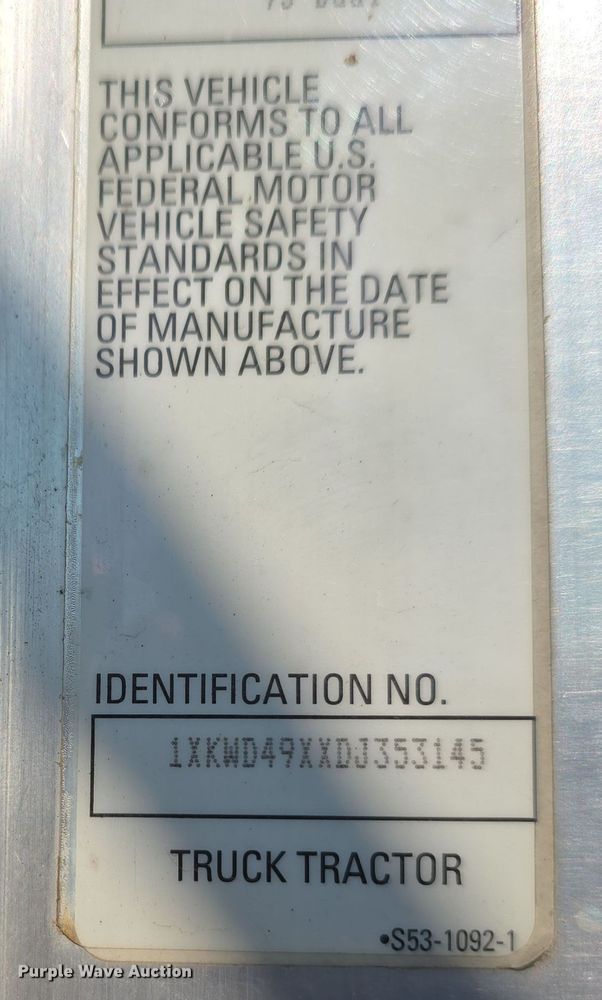 THIS VEHICLE
CONFORMS TO ALL
APPLICABLE U.S.
FEDERAL MOTOR
VEHICLE SAFETY
STANDARDS IN
EFFECT ON THE DATE
OF MANUFACTURE
SHOWN ABOVE.
IDENTIFICATION NO.
1XKWD49XXDJ353145
TRUCK TRACTOR
•S53-1092-1
Purple Wave Auction